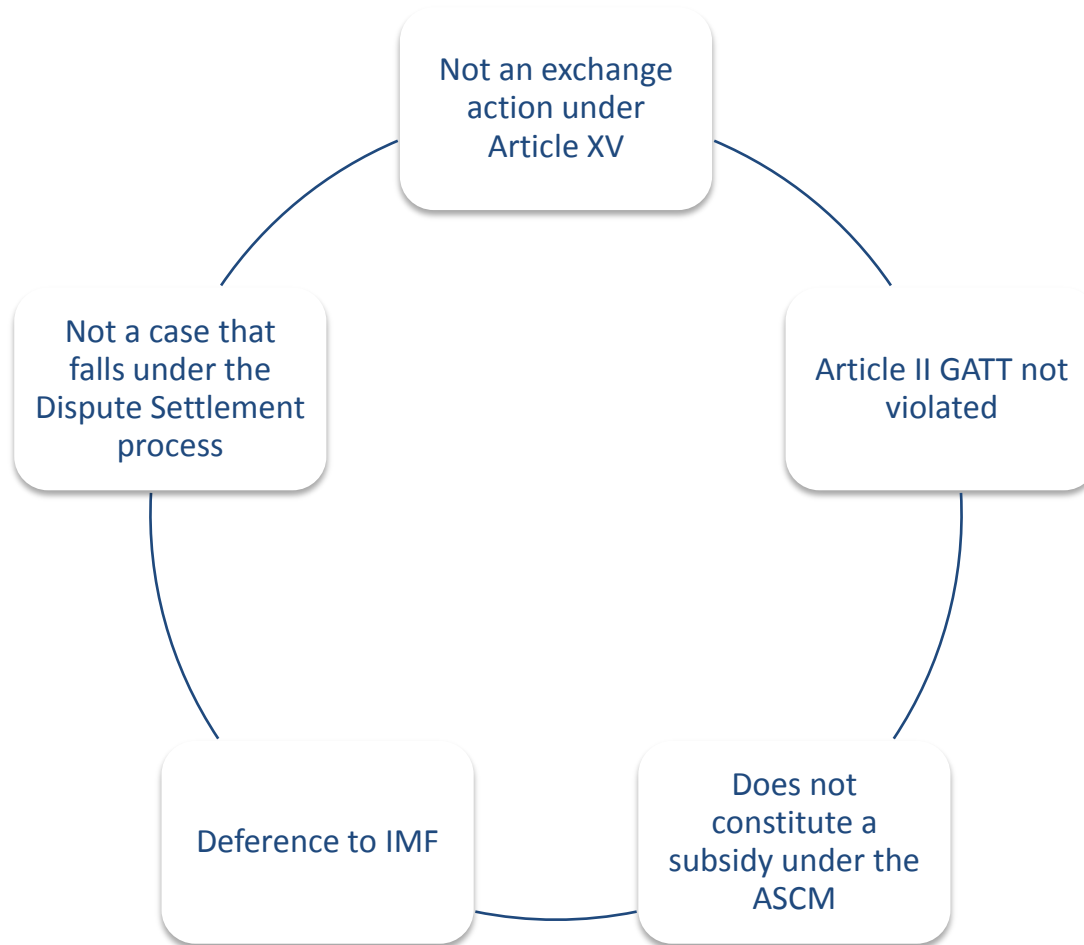 Not an exchange
action under
Article XV
Article II GATT not
violated
Does not
constitute a
subsidy under the
ASCM
Deference to IMF
Not a case that
falls under the
Dispute Settlement
process